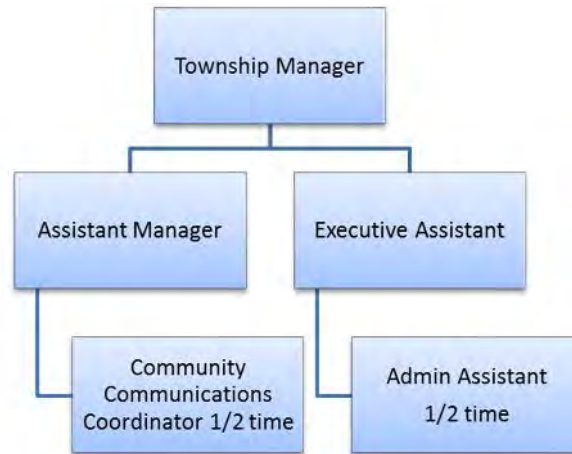 Township Manager
Assistant Manager
Executive Assistant
Community
Communications
Coordinator 1/2 time
Admin Assistant
1/2 time